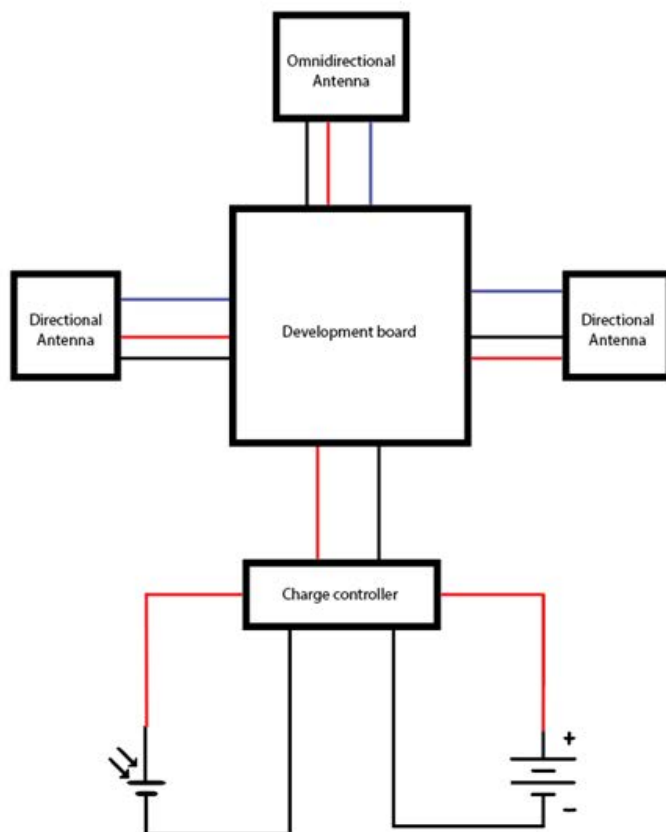 Omnidirectional
Antenna
Directional
Antenna
Development board
Directional
Antenna
Charge controller
+
−